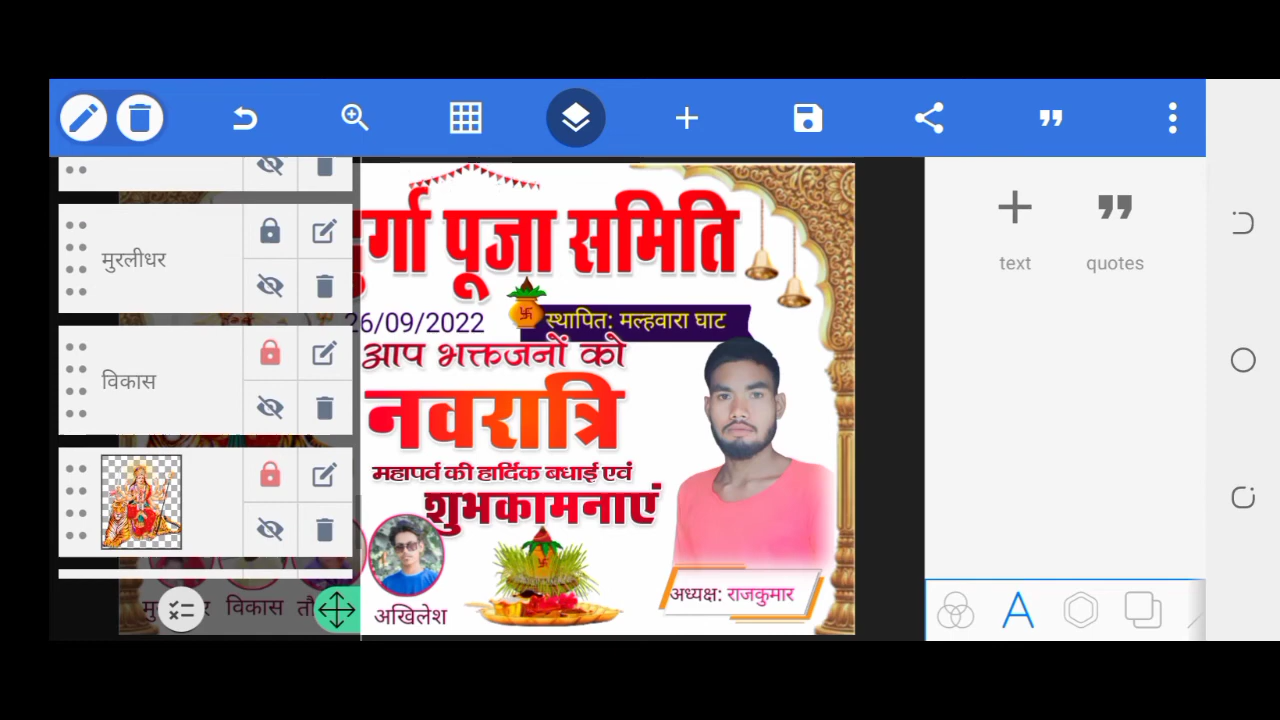 मुरलीधर
विकास
र्गा पूजा समिति
26/09/2022
स्थापित: मल्हवारा घाट
आप भक्तजनों को
नवरात्रि
महापर्व की हार्दिक बधाई एवं
शुभकामनाएं
अध्यक्ष: राजकुमार
विकास
अखिलेश
text
quotes